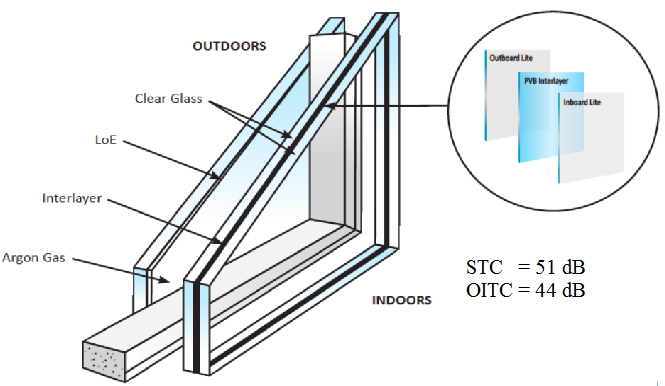 OUTDOORS
Clear Glass
LoE
Interlayer
Argon Gas
INDOORS
Outboard Lite
PVB Interlayer
Inboard Lite
STC = 51 dB
OITC = 44 dB